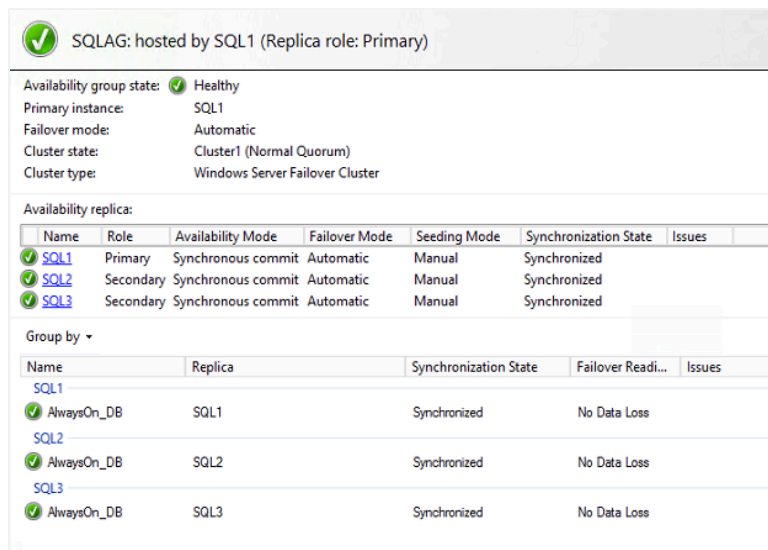 SQLAG: hosted by SQL1 (Replica role: Primary)
Availability group state: Healthy
Primary instance: SQL1
Failover mode: Automatic
Cluster state: Cluster1 (Normal Quorum)
Cluster type: Windows Server Failover Cluster
Availability replica:
Name Role Availability Mode Failover Mode Seeding Mode Synchronization State Issues
SQL1 Primary Synchronous commit Automatic Manual Synchronized
SQL2 Secondary Synchronous commit Automatic Manual Synchronized
SQL3 Secondary Synchronous commit Automatic Manual Synchronized
Group by
Name Replica Synchronization State Failover Readi... Issues
SQL1
AlwaysOn_DB SQL1 Synchronized No Data Loss
SQL2
AlwaysOn_DB SQL2 Synchronized No Data Loss
SQL3
AlwaysOn_DB SQL3 Synchronized No Data Loss